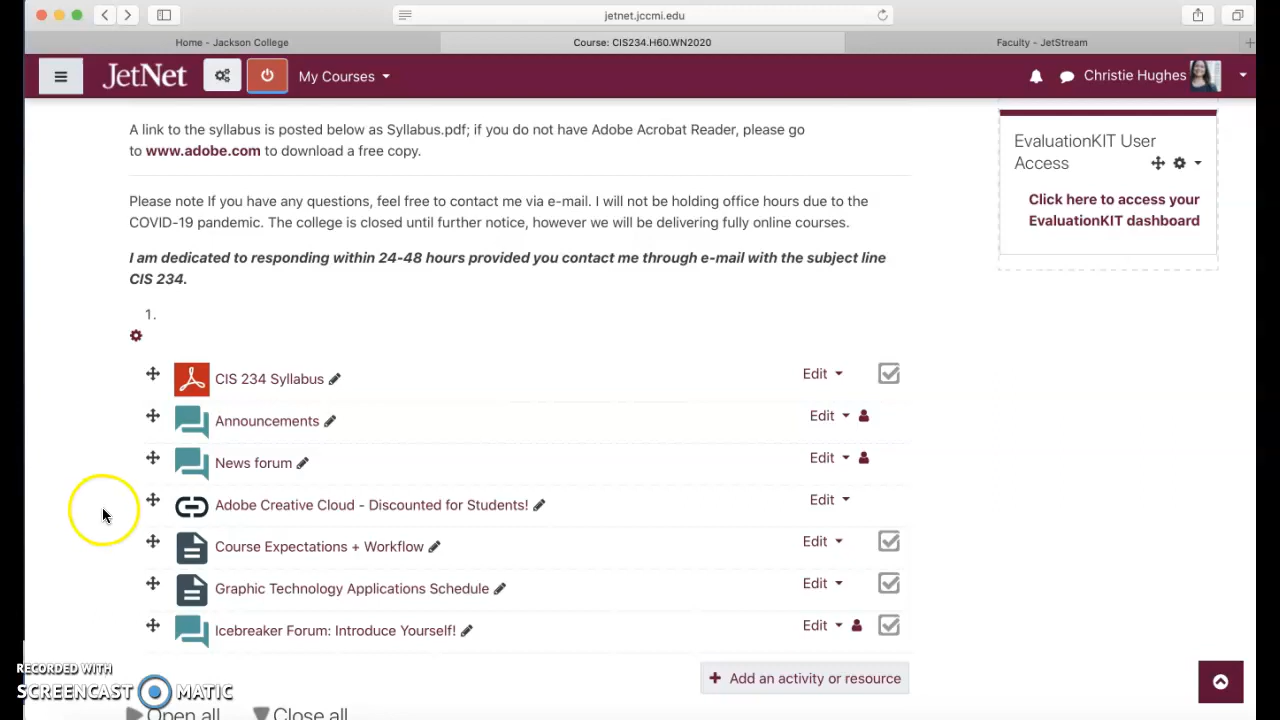 jetnet.jccmi.edu
Home - Jackson College
Course: CIS234.H60.WN2020
Faculty - JetStream
JetNet
My Courses
Christie Hughes
A link to the syllabus is posted below as Syllabus.pdf; if you do not have Adobe Acrobat Reader, please go
to www.adobe.com to download a free copy.
EvaluationKIT User
Access
Click here to access your
EvaluationKIT dashboard
Please note If you have any questions, feel free to contact me via e-mail. I will not be holding office hours due to the
COVID-19 pandemic. The college is closed until further notice, however we will be delivering fully online courses.
I am dedicated to responding within 24-48 hours provided you contact me through e-mail with the subject line
CIS 234.
1.
CIS 234 Syllabus Edit
Announcements Edit
News forum Edit
Adobe Creative Cloud - Discounted for Students! Edit
Course Expectations + Workflow Edit
Graphic Technology Applications Schedule Edit
Icebreaker Forum: Introduce Yourself! Edit
+ Add an activity or resource
RECORDED WITH
SCREENCAST MATIC
Open all Close all